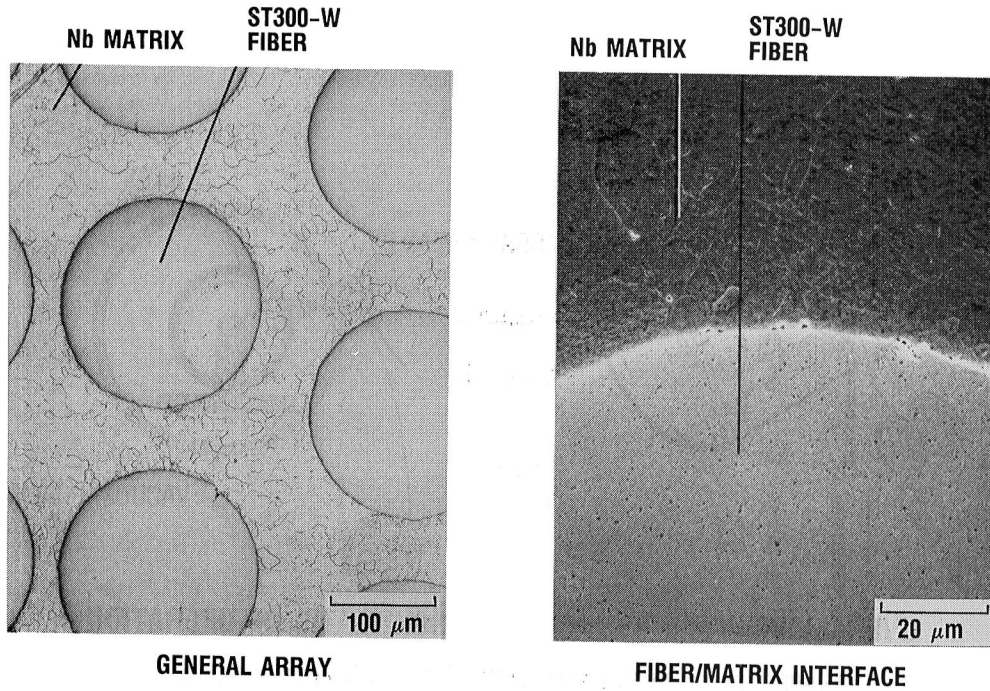 Nb MATRIX
ST300-W
FIBER
100 μm
GENERAL ARRAY
Nb MATRIX
ST300-W
FIBER
20 μm
FIBER/MATRIX INTERFACE